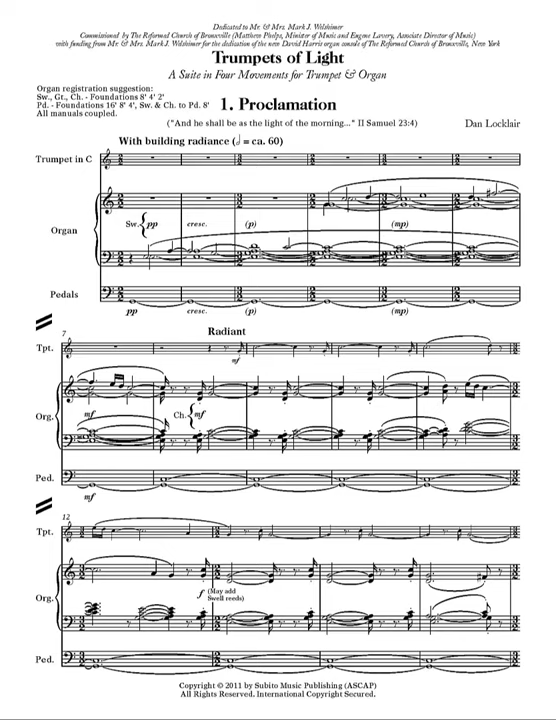 Dedicated to Mr. & Mrs. Mark J. Welshimer
Commissioned by The Reformed Church of Bronxville (Matthew Phelps, Minister of Music and Eugene Lavery, Associate Director of Music)
with funding from Mr. & Mrs. Mark J. Welshimer for the dedication of the new David Harris organ console of The Reformed Church of Bronxville, New York
Trumpets of Light
A Suite in Four Movements for Trumpet & Organ
Organ registration suggestion:
Sw., Gt., Ch. - Foundations 8' 4' 2'
Pd. - Foundations 16' 8' 4', Sw. & Ch. to Pd. 8'
All manuals coupled.
1. Proclamation
("And he shall be as the light of the morning..." II Samuel 23:4)
Dan Locklair
With building radiance (𝅗𝅥 = ca. 60)
Trumpet in C
Organ
Sw. pp cresc. (p) (mp)
Pedals
pp cresc. (p) (mp)
7
Radiant
Tpt.
mf
Org.
mf Ch. mf
Ped.
mf
12
Tpt.
Org.
f (May add
Swell reeds)
Ped.
Copyright © 2011 by Subito Music Publishing (ASCAP)
All Rights Reserved. International Copyright Secured.